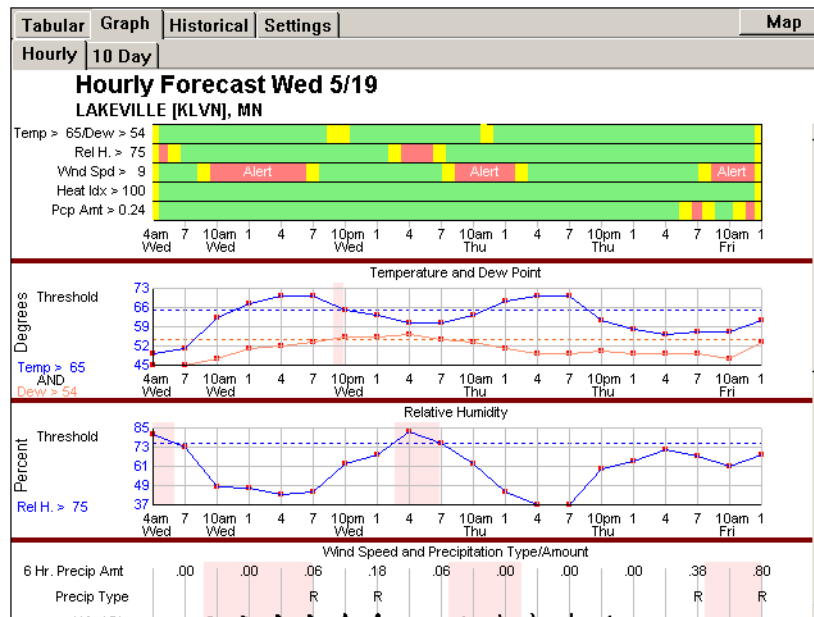 Tabular Graph Historical Settings Map
Hourly 10 Day
Hourly Forecast Wed 5/19
LAKEVILLE [KLVN], MN
Temp > 65/Dew > 54
Rel H. > 75
Wnd Spd > 9 Alert Alert Alert
Heat Idx > 100
Pcp Amt > 0.24
4am 7 10am 1 4 7 10pm 1 4 7 10am 1 4 7 10pm 1 4 7 10am 1
Wed Wed Wed Thu Thu Fri
Temperature and Dew Point
Degrees
Threshold
73
66
59
52
45
Temp > 65
AND
Dew > 54
4am 7 10am 1 4 7 10pm 1 4 7 10am 1 4 7 10pm 1 4 7 10am 1
Wed Wed Wed Thu Thu Fri
Relative Humidity
Percent
Threshold
85
73
61
49
37
Rel H. > 75
4am 7 10am 1 4 7 10pm 1 4 7 10am 1 4 7 10pm 1 4 7 10am 1
Wed Wed Wed Thu Thu Fri
Wind Speed and Precipitation Type/Amount
6 Hr. Precip Amt .00 .00 .06 .18 .06 .00 .00 .00 .38 .80
Precip Type R R R R